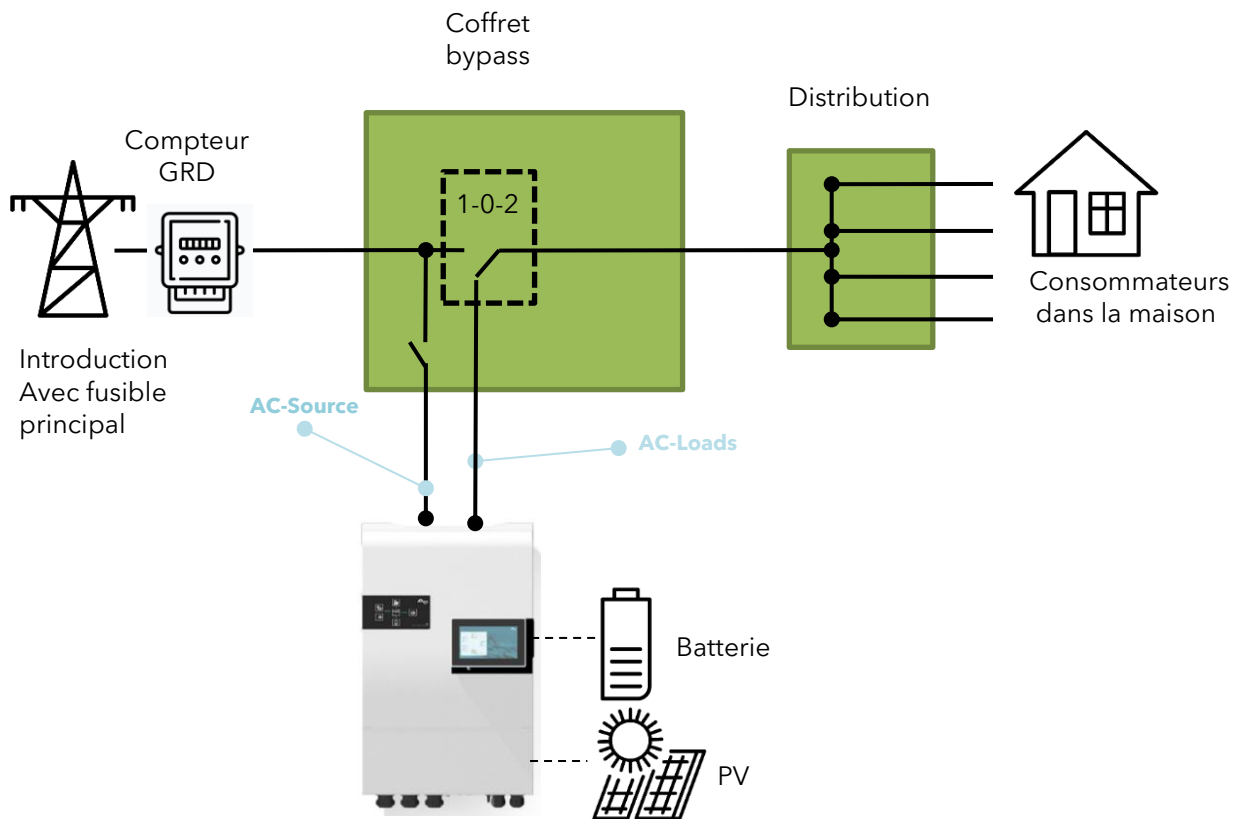 Coffret
bypass
Distribution
Compteur
GRD
1-0-2
Consommateurs
dans la maison
Introduction
Avec fusible
principal
AC-Source
AC-Loads
Batterie
PV